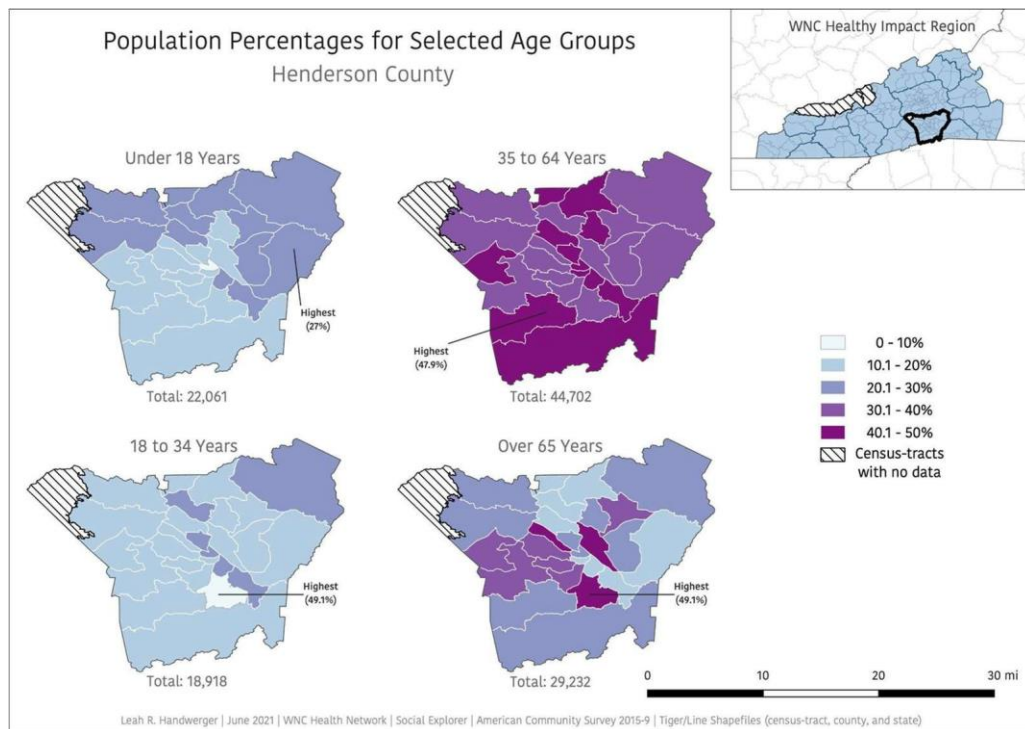 Population Percentages for Selected Age Groups
Henderson County
WNC Healthy Impact Region
Under 18 Years
Highest
(27%)
Total: 22,061
35 to 64 Years
Highest
(47.9%)
Total: 44,702
18 to 34 Years
Highest
(49.1%)
Total: 18,918
Over 65 Years
Highest
(49.1%)
Total: 29,232
0 - 10%
10.1 - 20%
20.1 - 30%
30.1 - 40%
40.1 - 50%
Census-tracts
with no data
0 10 20 30 mi
Leah R. Handwerger | June 2021 | WNC Health Network | Social Explorer | American Community Survey 2015-9 | Tiger/Line Shapefiles (census-tract, county, and state)